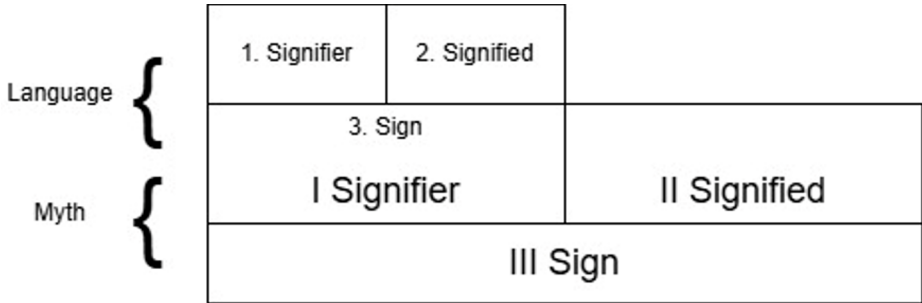 1. Signifier
2. Signified
Language {
3. Sign
I Signifier
II Signified
Myth {
III Sign